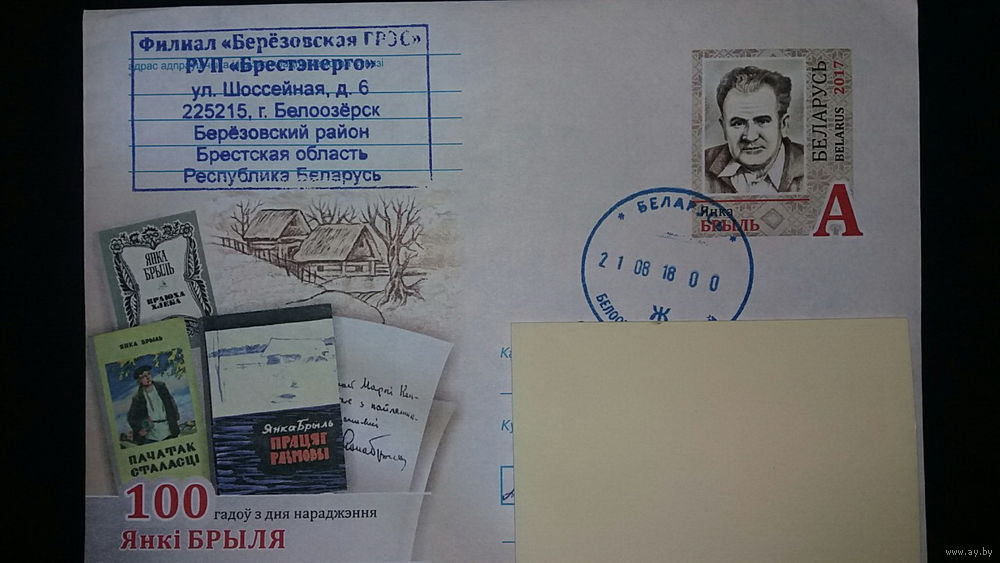 Филиал «Берёзовская ГРЭС»
РУП «Брестэнерго»
ул. Шоссейная, д. 6
225215, г. Белоозёрск
Берёзовский район
Брестская область
Республика Беларусь
БЕЛАРУСЬ 2017
BELARUS
Янка
БРЫЛЬ
А
БЕЛАРУСЬ
21 08 18 00
Ж
ЯНКА
БРЫЛЬ
ХЛЕБА
ЯНКА БРЫЛЬ
ПАЧАТАК
СТАЛАСЦІ
Янка Брыль
ПРАЦЯГ
РАЗМОВЫ
100 гадоў з дня нараджэння
Янкі БРЫЛЯ
www.ay.by